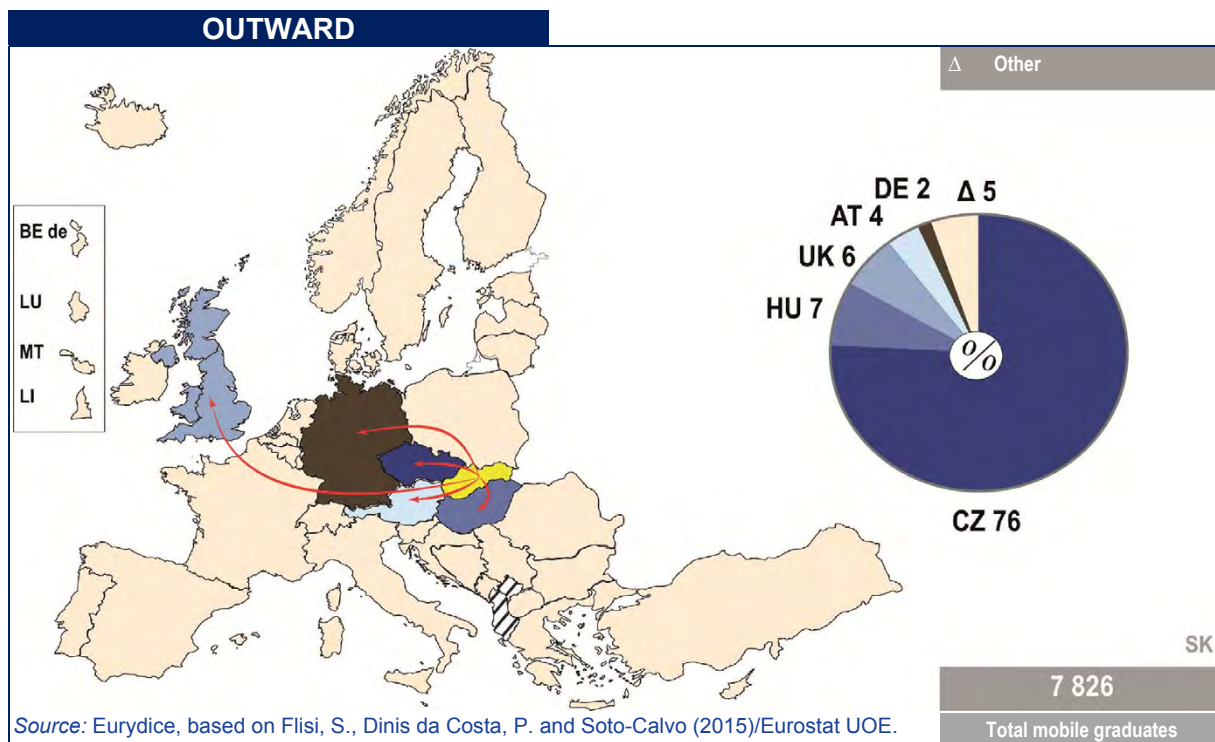 OUTWARD
Δ Other
BE de
LU
MT
LI
DE 2
Δ 5
AT 4
UK 6
HU 7
%
CZ 76
SK
7 826
Total mobile graduates
Source: Eurydice, based on Flisi, S., Dinis da Costa, P. and Soto-Calvo (2015)/Eurostat UOE.